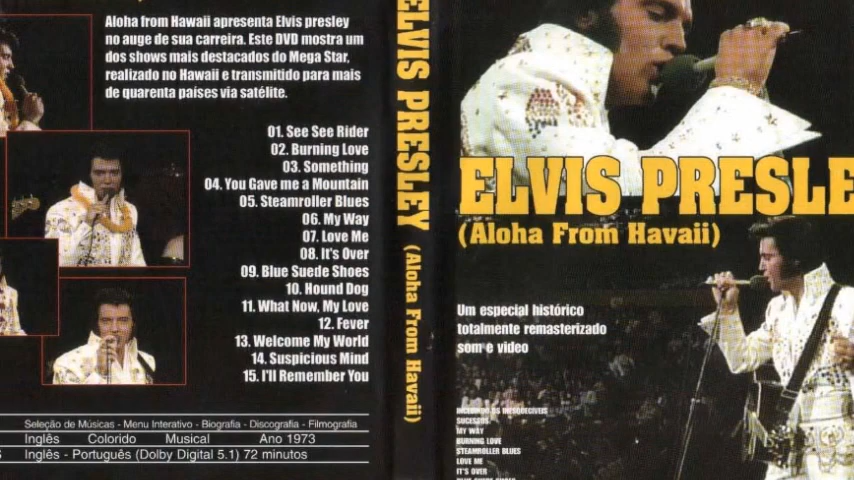 Aloha from Hawaii apresenta Elvis presley
no auge de sua carreira. Este DVD mostra um
dos shows mais destacados do Mega Star,
realizado no Hawaii e transmitido para mais
de quarenta países via satélite.
01. See See Rider
02. Burning Love
03. Something
04. You Gave me a Mountain
05. Steamroller Blues
06. My Way
07. Love Me
08. It's Over
09. Blue Suede Shoes
10. Hound Dog
11. What Now, My Love
12. Fever
13. Welcome My World
14. Suspicious Mind
15. I'll Remember You
Seleção de Músicas - Menu Interativo - Biografia - Discografia - Filmografia
Inglês Colorido Musical Ano 1973
Inglês - Português (Dolby Digital 5.1) 72 minutos
ELVIS PRESLEY (Aloha From Havaii)
ELVIS PRESLE
(Aloha From Havaii)
Um especial histórico
totalmente remasterizado
som e video
INCLUINDO OS INESQUECÍVEIS
SUCESSOS
MY WAY
BURNING LOVE
STEAMROLLER BLUES
LOVE ME
IT'S OVER